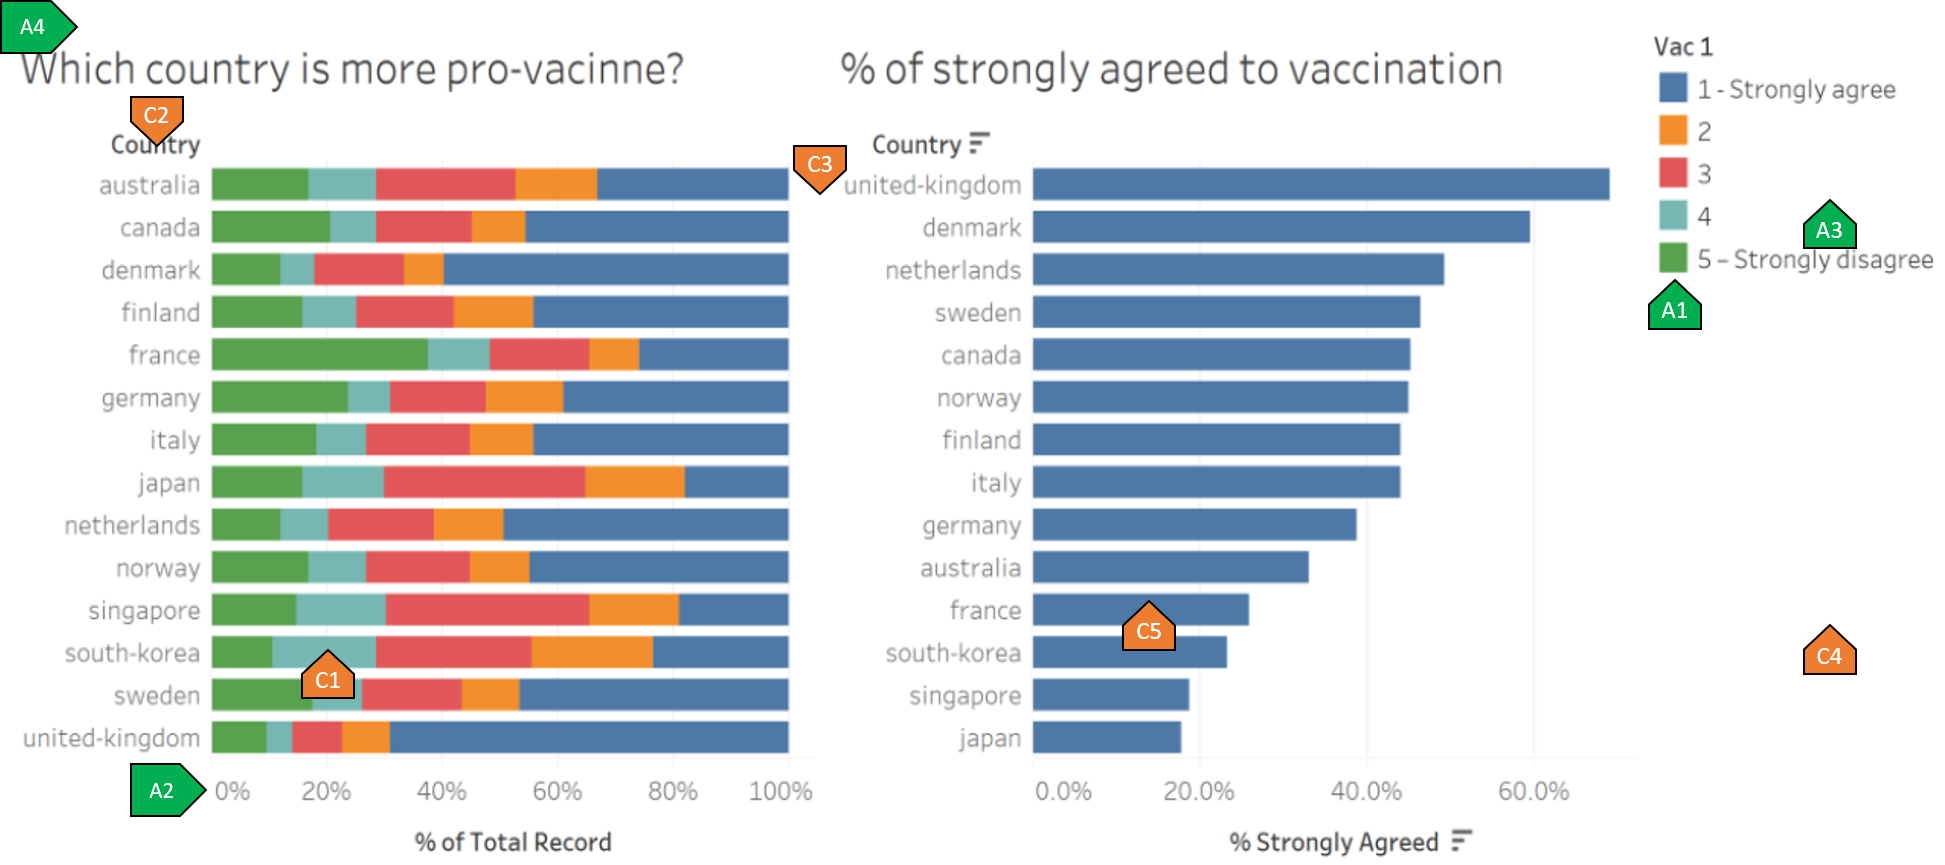 A4
Which country is more pro-vacinne?
C2
Country
australia
canada
denmark
finland
france
germany
italy
japan
netherlands
norway
singapore
south-korea
C1
sweden
united-kingdom
A2
0% 20% 40% 60% 80% 100%
% of Total Record
% of strongly agreed to vaccination
Country
C3
united-kingdom
denmark
netherlands
sweden
canada
norway
finland
italy
germany
australia
france
C5
south-korea
singapore
japan
0.0% 20.0% 40.0% 60.0%
% Strongly Agreed
Vac 1
1 - Strongly agree
2
3
4
A3
5 – Strongly disagree
A1
C4